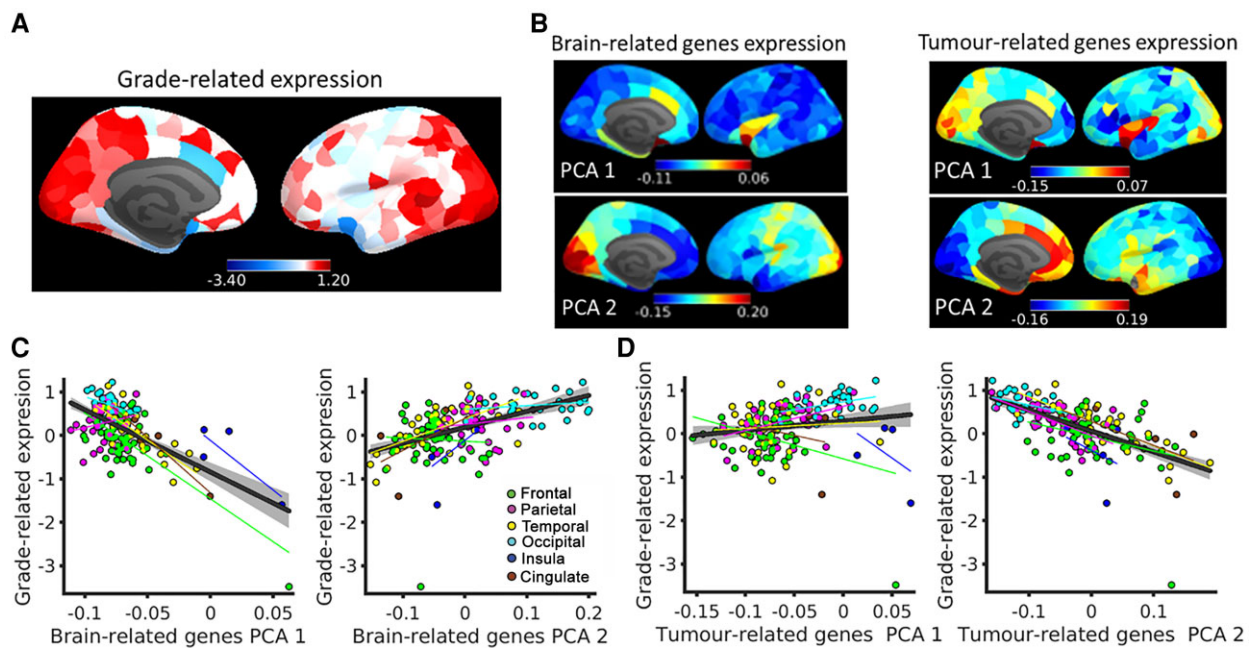 A
Grade-related expression
-3.40 1.20
B
Brain-related genes expression
PCA 1
-0.11 0.06
PCA 2
-0.15 0.20
Tumour-related genes expression
PCA 1
-0.15 0.07
PCA 2
-0.16 0.19
C
Grade-related expression
1
0
-1
-2
-3
-0.1 -0.05 0 0.05
Brain-related genes PCA 1
Grade-related expression
1
0
-1
-2
-3
-0.1 0 0.1 0.2
Brain-related genes PCA 2
Frontal
Parietal
Temporal
Occipital
Insula
Cingulate
D
Grade-related expression
1
0
-1
-2
-3
-0.15 -0.1 -0.05 0 0.05
Tumour-related genes PCA 1
Grade-related expression
1
0
-1
-2
-3
-0.1 0 0.1
Tumour-related genes PCA 2